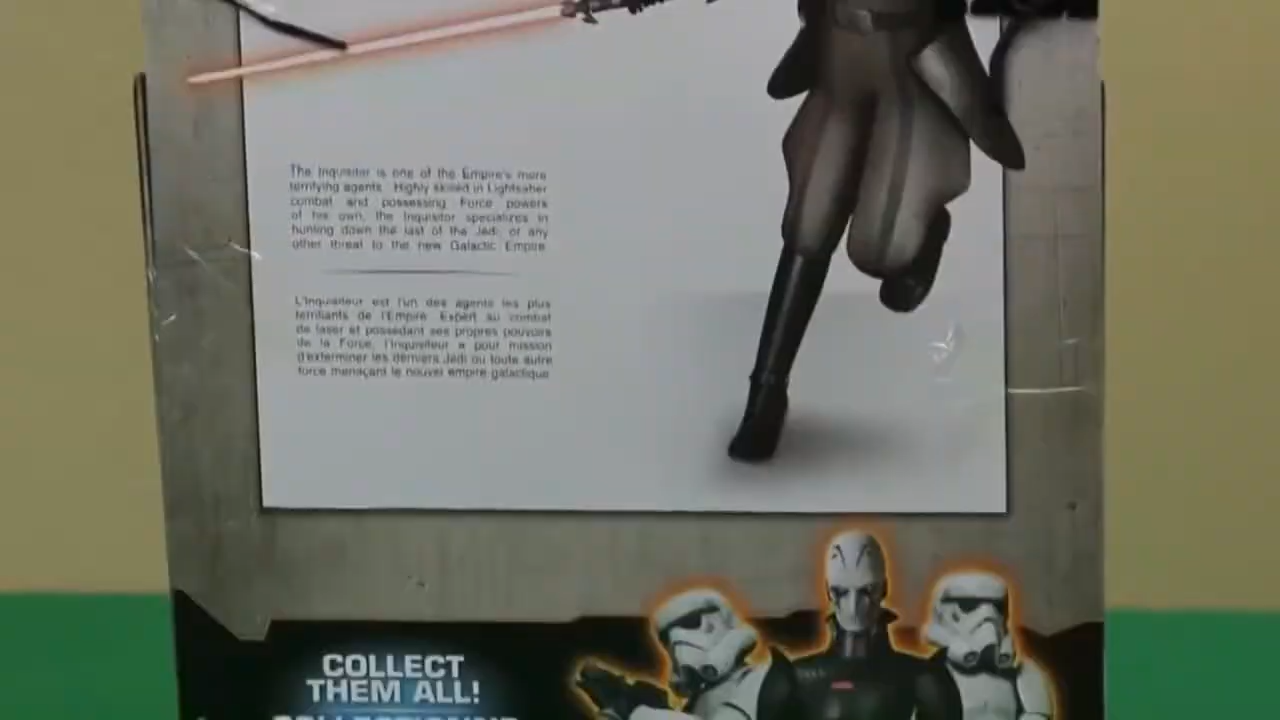 The Inquisitor is one of the Empire's more
terrifying agents. Highly skilled in Lightsaber
combat and possessing Force powers
of his own, the Inquisitor specializes in
hunting down the last of the Jedi, or any
other threat to the new Galactic Empire.
L'Inquisiteur est l'un des agents les plus
terrifiants de l'Empire. Expert au combat
de laser et possédant ses propres pouvoirs
de la Force, l'Inquisiteur a pour mission
d'exterminer les derniers Jedi ou toute autre
force menaçant le nouvel empire galactique.
COLLECT
THEM ALL!